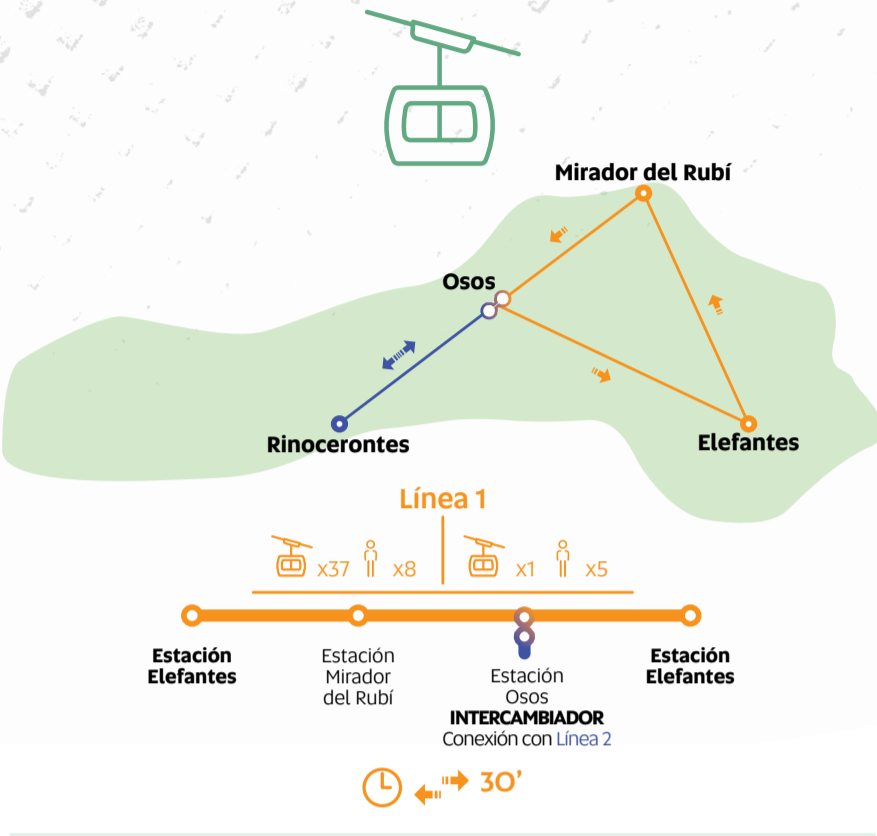 Mirador del Rubí
Osos
Rinocerontes
Elefantes
Línea 1
x37 x8 x1 x5
Estación
Elefantes
Estación
Mirador
del Rubí
Estación
Osos
INTERCAMBIADOR
Conexión con Línea 2
Estación
Elefantes
30'